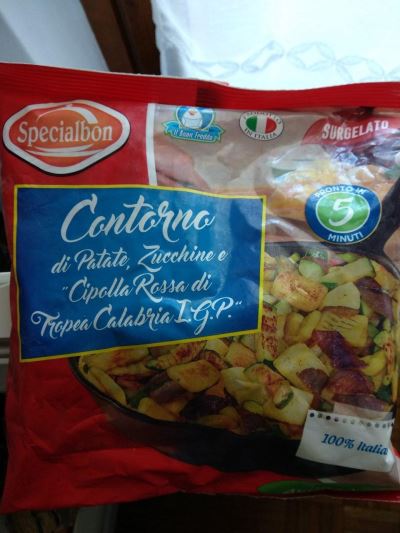 Specialbon
Il Buon Freddo
PRODOTTO
IN ITALIA
SURGELATO
PRONTO IN
5
MINUTI
Contorno
di Patate, Zucchine e
"Cipolla Rossa di
Tropea Calabria I.G.P."
100% Italia